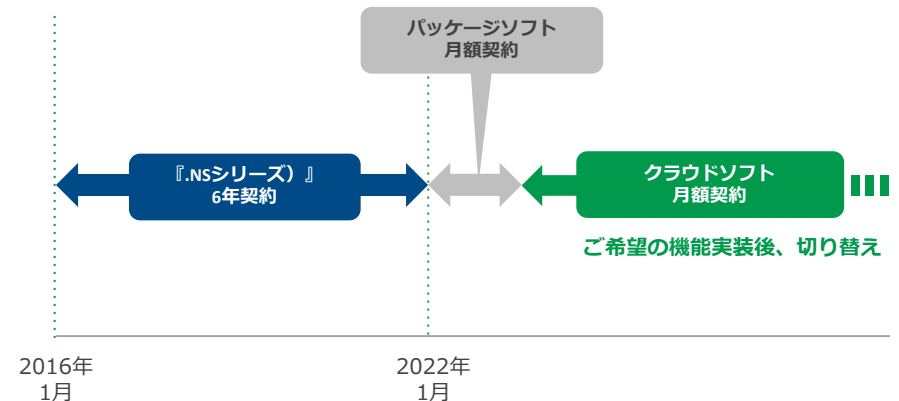 パッケージソフト
月額契約
『.NSシリーズ）』
6年契約
クラウドソフト
月額契約
ご希望の機能実装後、切り替え
2016年
1月
2022年
1月